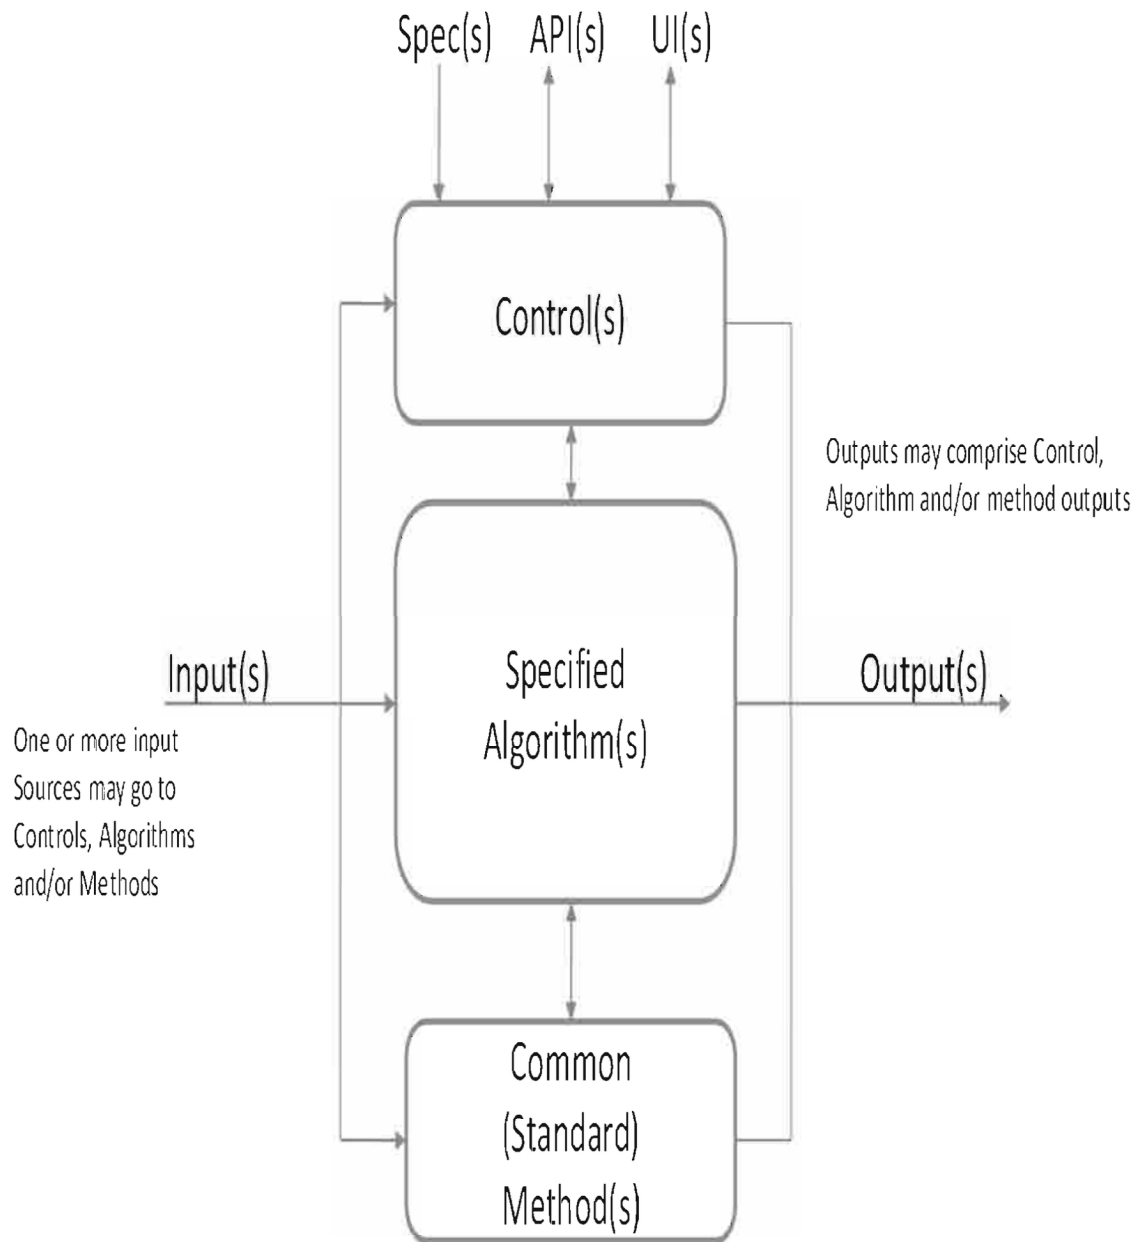 Spec(s) API(s) UI(s)
Control(s)
Outputs may comprise Control,
Algorithm and/or method outputs
Input(s)
Specified
Algorithm(s)
Output(s)
One or more input
Sources may go to
Controls, Algorithms
and/or Methods
Common
(Standard)
Method(s)